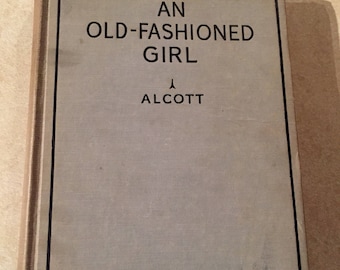 AN
OLD-FASHIONED
GIRL
ALCOTT